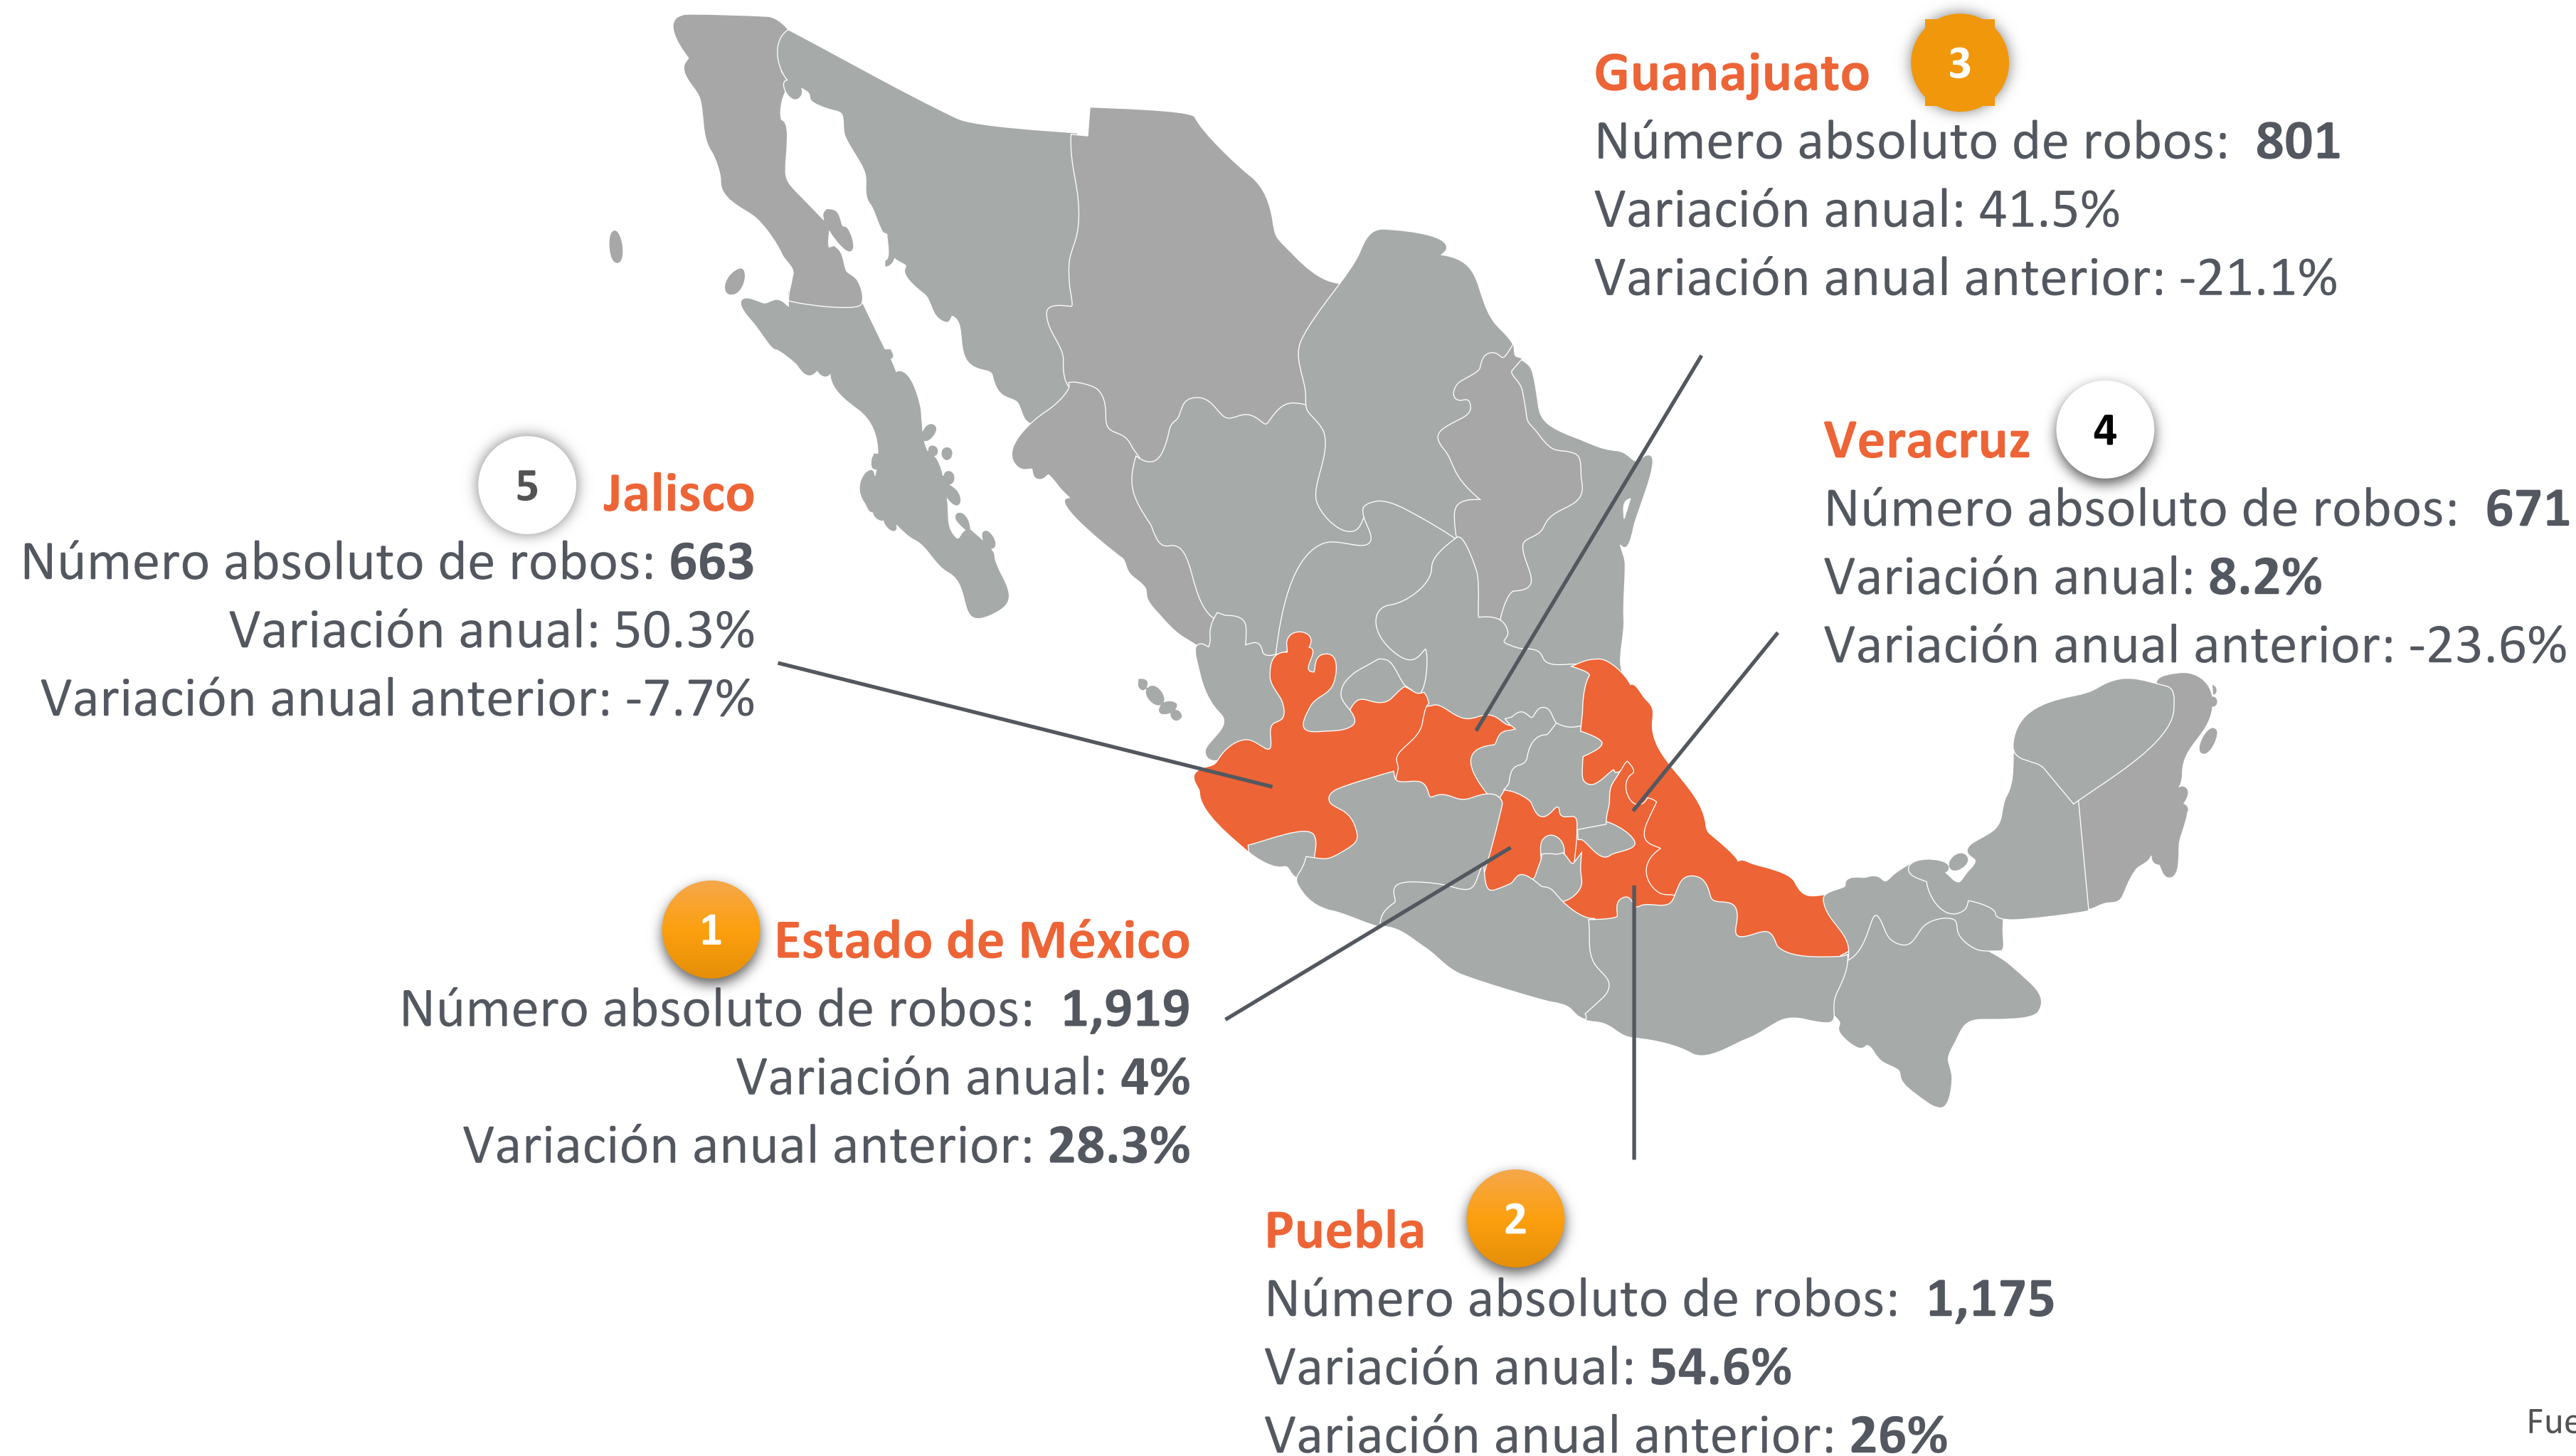 Guanajuato 3
Número absoluto de robos: 801
Variación anual: 41.5%
Variación anual anterior: -21.1%
Veracruz 4
Número absoluto de robos: 671
Variación anual: 8.2%
Variación anual anterior: -23.6%
5 Jalisco
Número absoluto de robos: 663
Variación anual: 50.3%
Variación anual anterior: -7.7%
1 Estado de México
Número absoluto de robos: 1,919
Variación anual: 4%
Variación anual anterior: 28.3%
Puebla 2
Número absoluto de robos: 1,175
Variación anual: 54.6%
Variación anual anterior: 26%
Fue